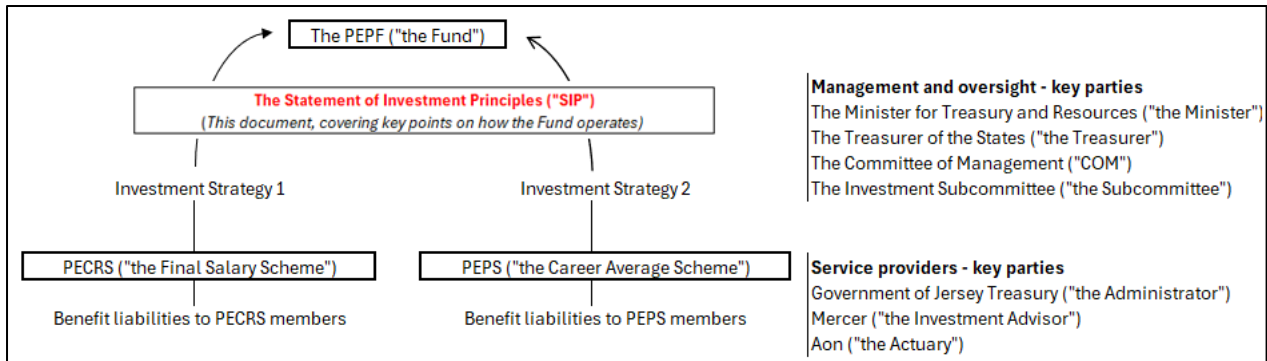 The PEPF ("the Fund")
The Statement of Investment Principles ("SIP")
(This document, covering key points on how the Fund operates)
Investment Strategy 1
Investment Strategy 2
PECRS ("the Final Salary Scheme")
PEPS ("the Career Average Scheme")
Benefit liabilities to PECRS members
Benefit liabilities to PEPS members
Management and oversight - key parties
The Minister for Treasury and Resources ("the Minister")
The Treasurer of the States ("the Treasurer")
The Committee of Management ("COM")
The Investment Subcommittee ("the Subcommittee")
Service providers - key parties
Government of Jersey Treasury ("the Administrator")
Mercer ("the Investment Advisor")
Aon ("the Actuary")